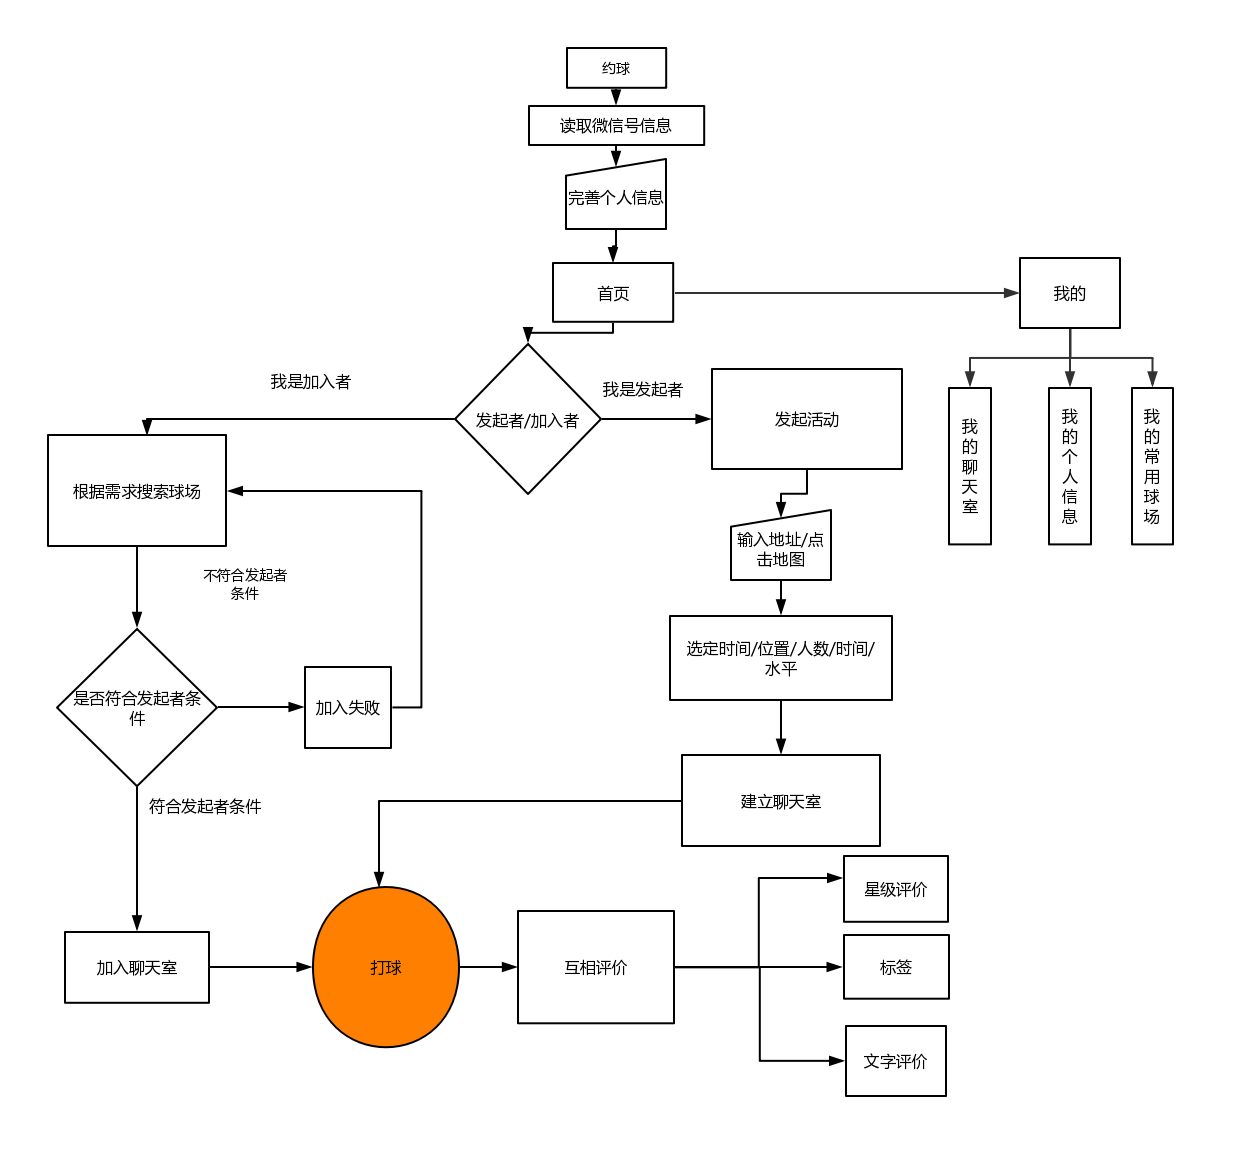 约球
读取微信号信息
完善个人信息
首页
我的
我是加入者
我是发起者
发起者/加入者
发起活动
我的聊天室
我的个人信息
我的常用球场
根据需求搜索球场
输入地址/点
击地图
不符合发起者
条件
选定时间/位置/人数/时间/
水平
是否符合发起者条
件
加入失败
符合发起者条件
建立聊天室
星级评价
加入聊天室
打球
互相评价
标签
文字评价